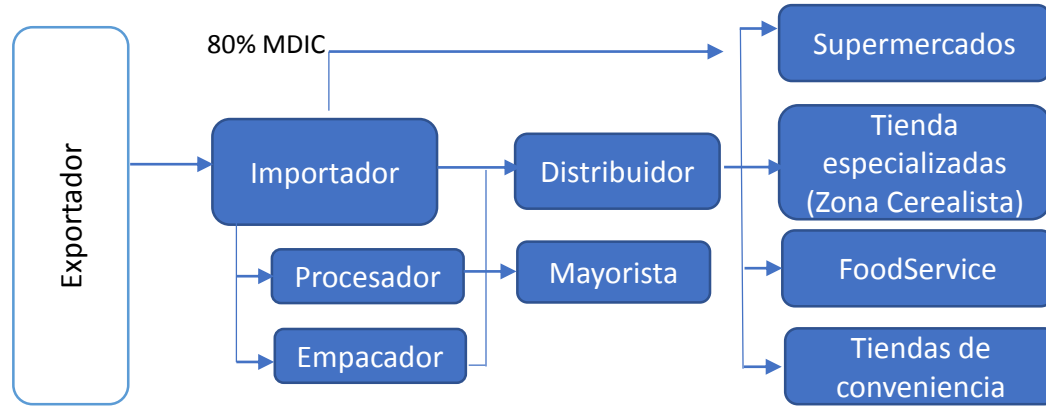 80% MDIC
Exportador
Importador
Procesador
Empacador
Distribuidor
Mayorista
Supermercados
Tienda
especializadas
(Zona Cerealista)
FoodService
Tiendas de
conveniencia